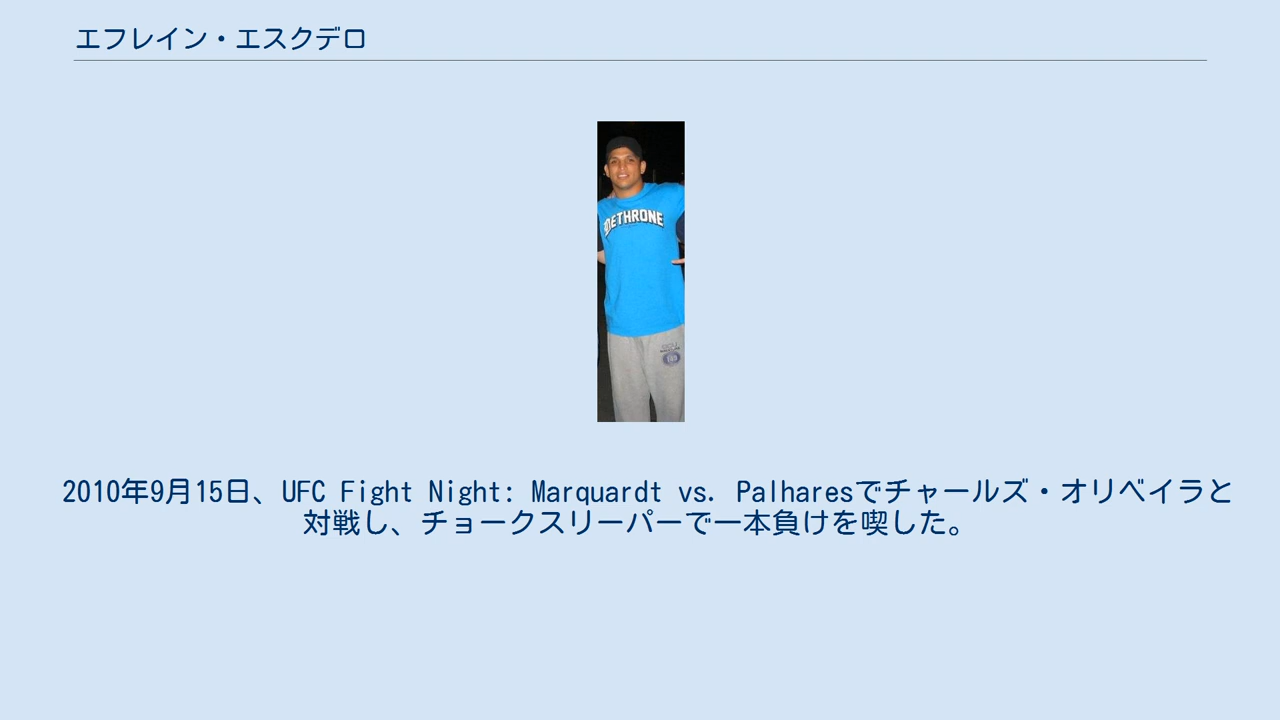 エフレイン・エスクデロ
DETHRONE
2010年9月15日、UFC Fight Night: Marquardt vs. Palharesでチャールズ・オリベイラと
対戦し、チョークスリーパーで一本負けを喫した。